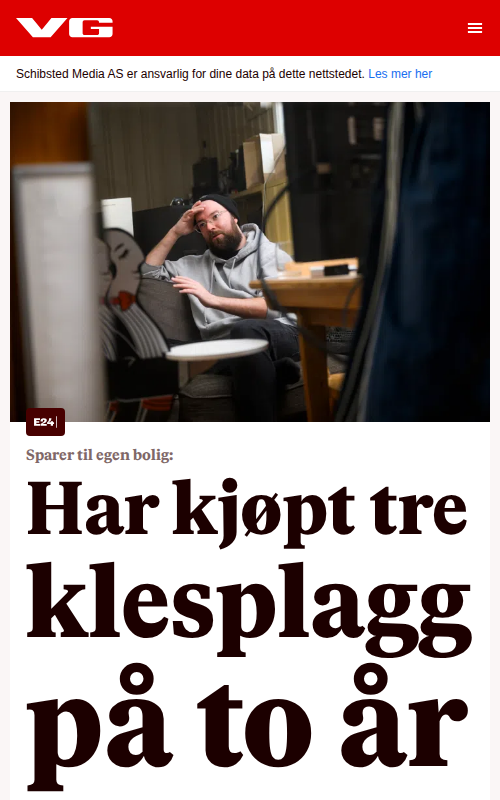 VG
Schibsted Media AS er ansvarlig for dine data på dette nettstedet. Les mer her
E24
Sparer til egen bolig:
Har kjøpt tre
klesplagg
på to år